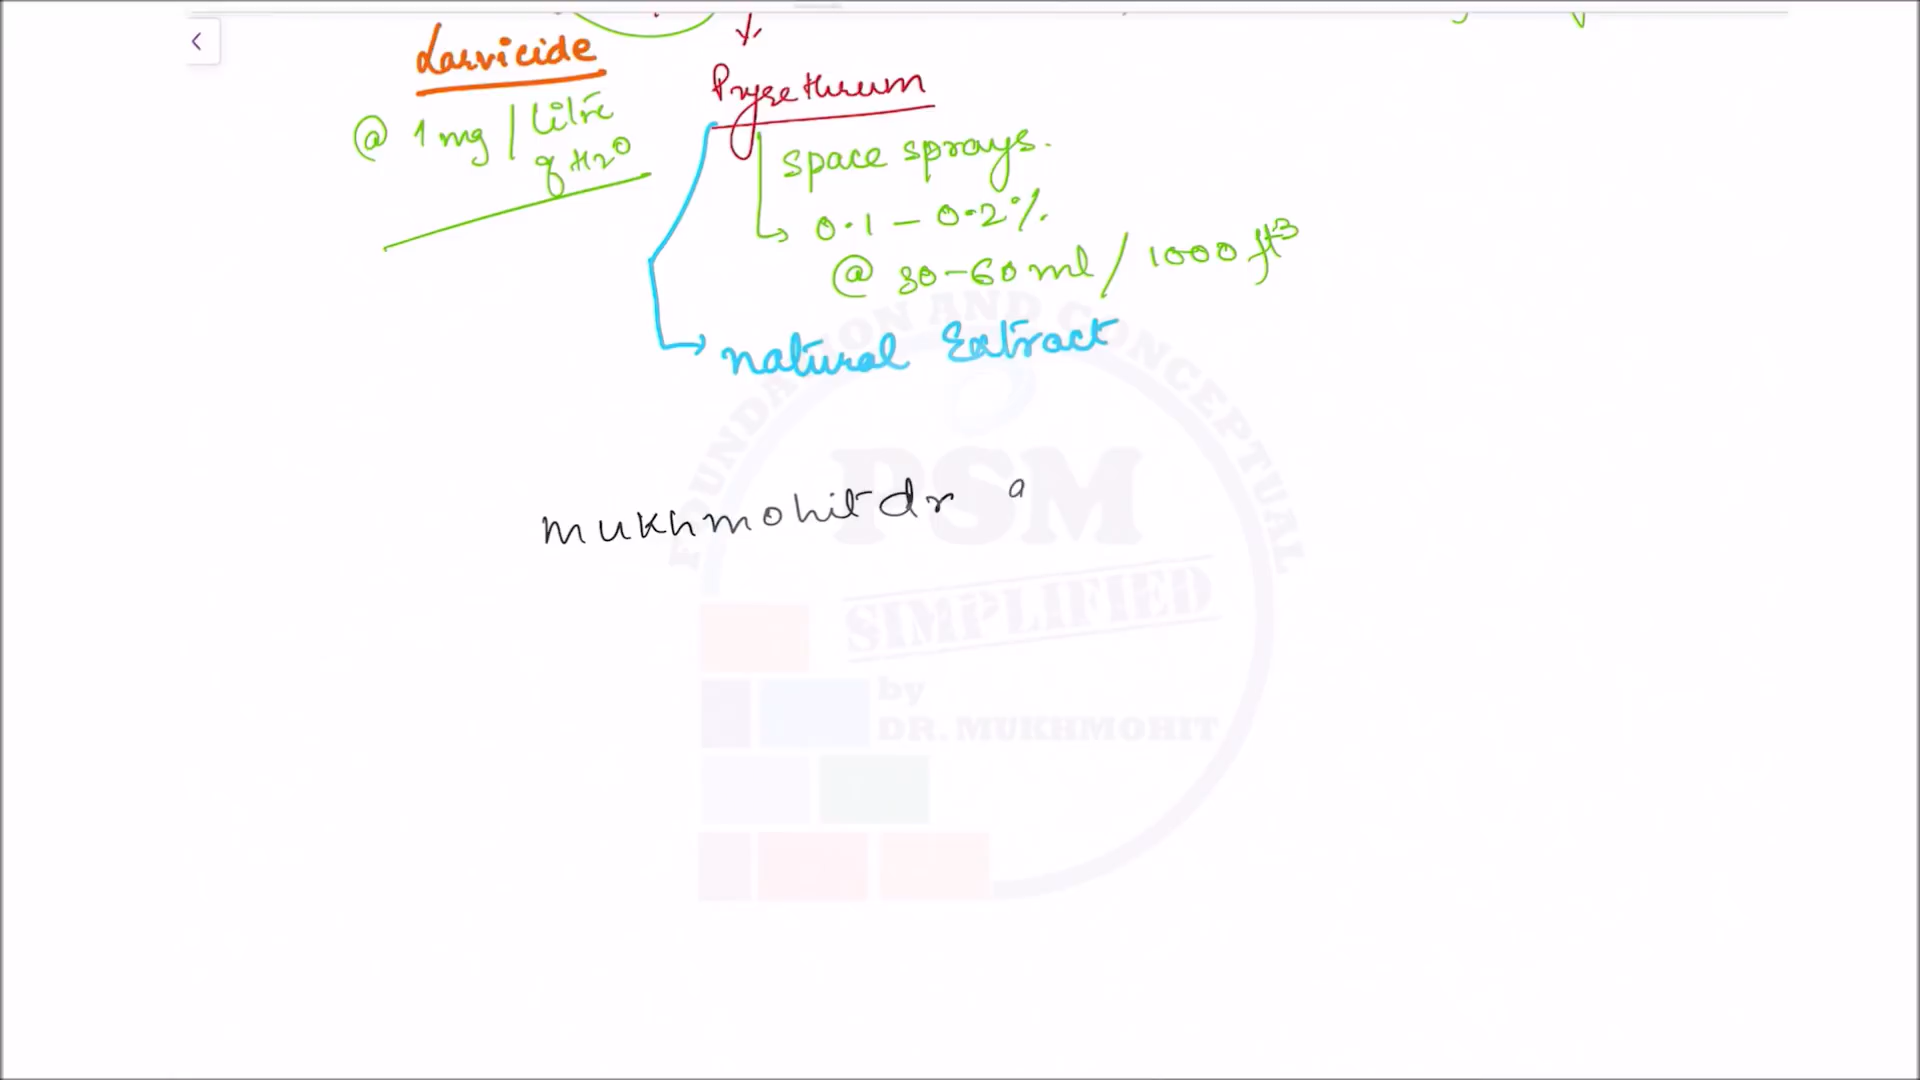 Larvicide
@ 1 mg / litre
of H2O
Pryrethrum
space sprays.
0.1 – 0.2%
@ 30-60 ml / 1000 ft3
natural Extract
mukhmohitdr a
FOUNDATION AND CONCEPTUAL
PSM
SIMPLIFIED
by
DR. MUKHMOHIT